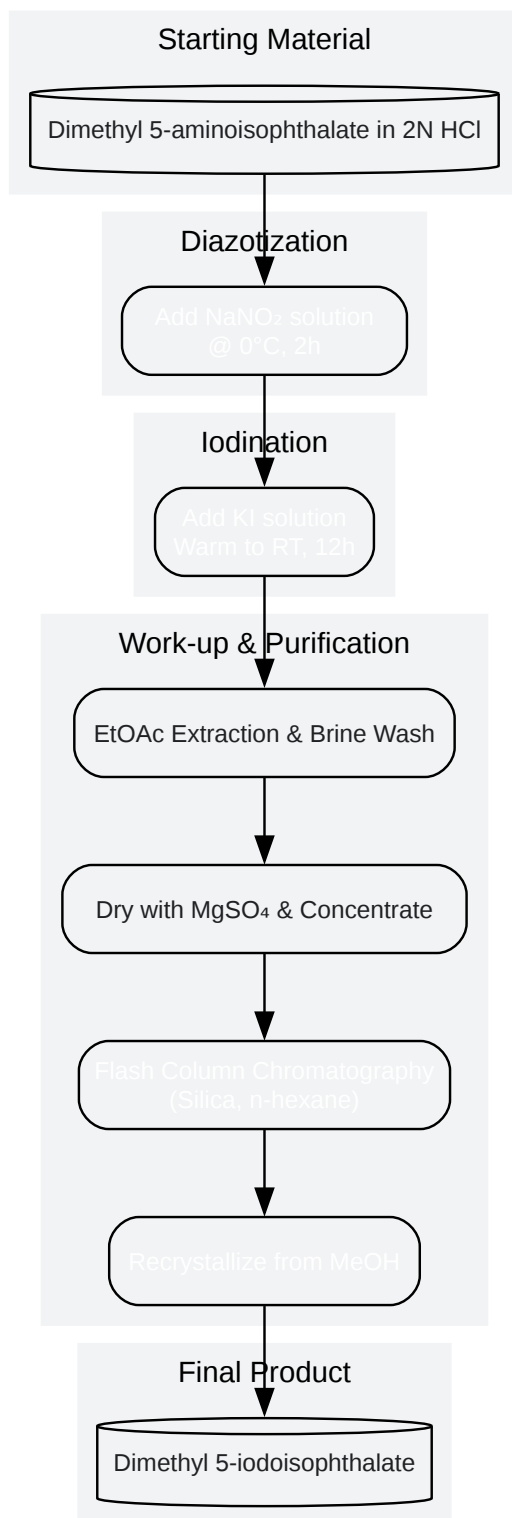 Starting Material
Dimethyl 5-aminoisophthalate in 2N HCl
Diazotization
Add NaNO₂ solution
@ 0°C, 2h
Iodination
Add KI solution
Warm to RT, 12h
Work-up & Purification
EtOAc Extraction & Brine Wash
Dry with MgSO₄ & Concentrate
Flash Column Chromatography
(Silica, n-hexane)
Recrystallize from MeOH
Final Product
Dimethyl 5-iodoisophthalate